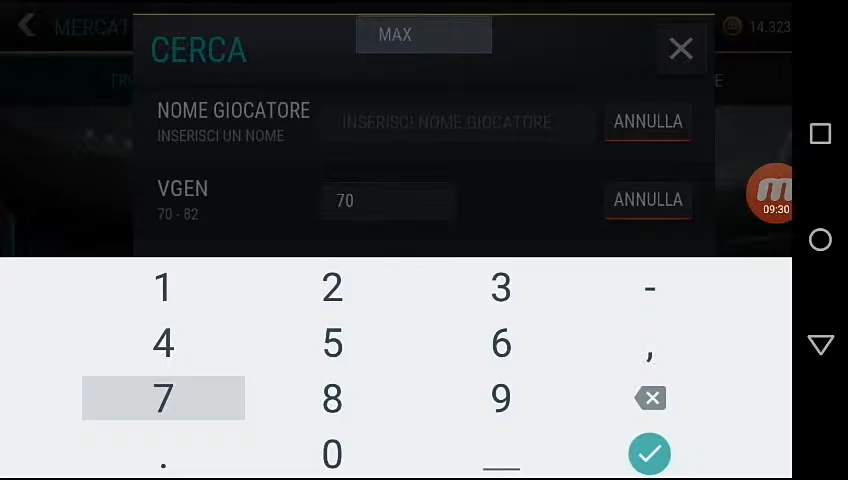 MERCAT
MAX
14.323
CERCA
TR
E
NOME GIOCATORE
INSERISCI UN NOME
INSERISCI NOME GIOCATORE
ANNULLA
VGEN
70 - 82
70
ANNULLA
09:30
1 2 3 -
4 5 6 ,
7 8 9
. 0 _